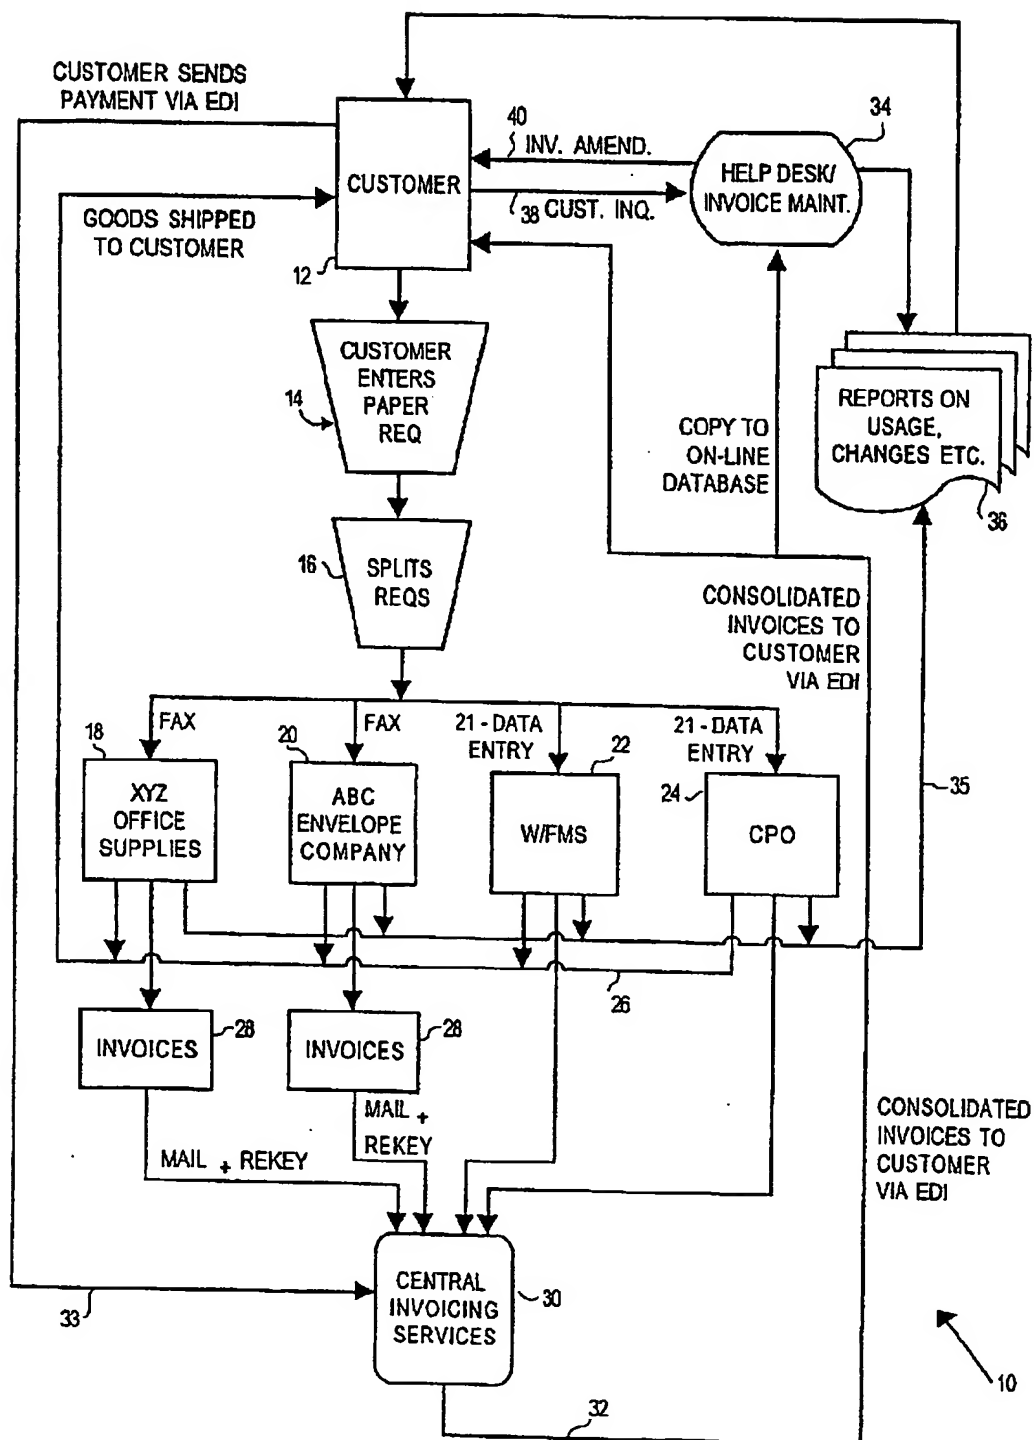 CUSTOMER SENDS
PAYMENT VIA EDI
GOODS SHIPPED
TO CUSTOMER
CUSTOMER
12
40
INV. AMEND.
38 CUST. INQ.
34
HELP DESK/
INVOICE MAINT.
CUSTOMER
ENTERS
PAPER
REQ
14
REPORTS ON
USAGE,
CHANGES ETC.
36
COPY TO
ON-LINE
DATABASE
16
SPLITS
REQS
CONSOLIDATED
INVOICES TO
CUSTOMER
VIA EDI
FAX
FAX
21 - DATA
ENTRY
21 - DATA
ENTRY
18
XYZ
OFFICE
SUPPLIES
20
ABC
ENVELOPE
COMPANY
22
W/FMS
24
CPO
35
26
INVOICES
28
INVOICES
28
MAIL + REKEY
MAIL +
REKEY
CONSOLIDATED
INVOICES TO
CUSTOMER
VIA EDI
CENTRAL
INVOICING
SERVICES
30
33
32
10